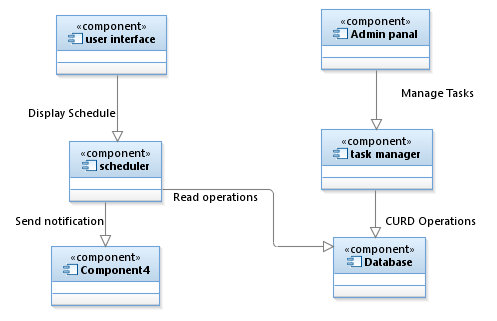 «component»
user interface
«component»
Admin panal
Manage Tasks
Display Schedule
«component»
scheduler
«component»
task manager
Read operations
Send notification
CURD Operations
«component»
Component4
«component»
Database